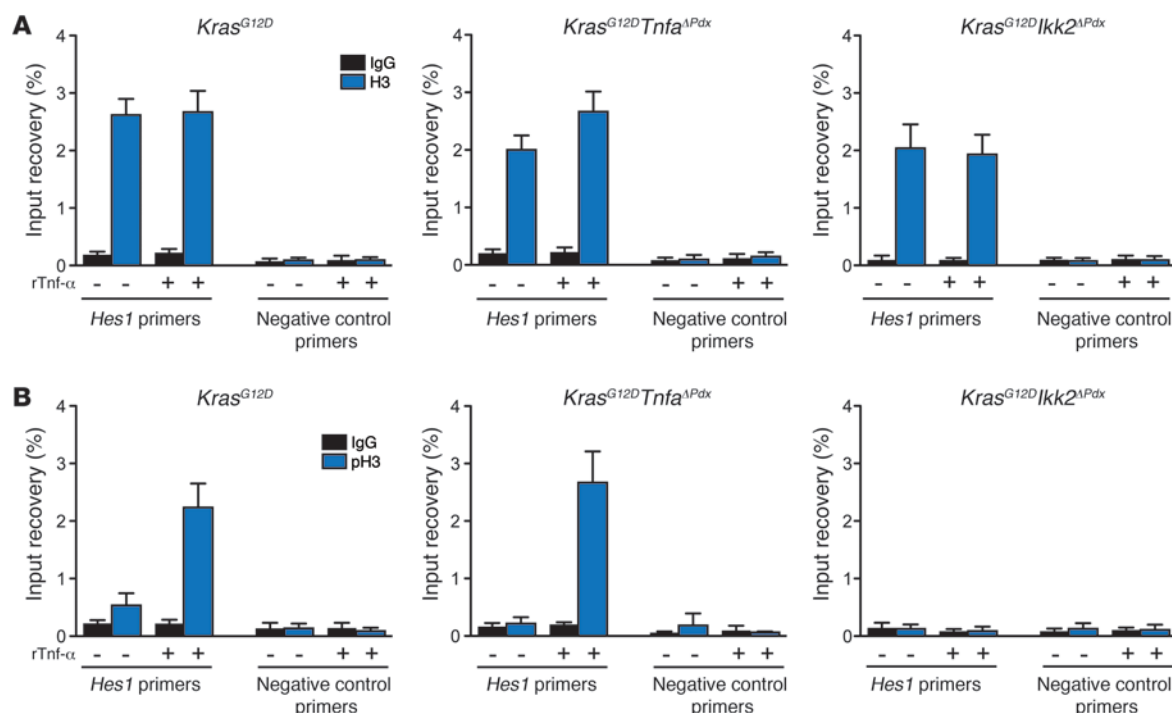 A
Kras^G12D
Kras^G12D Tnfa^ΔPdx
Kras^G12D Ikk2^ΔPdx
IgG
H3
Input recovery (%)
4
3
2
1
0
Input recovery (%)
4
3
2
1
0
Input recovery (%)
4
3
2
1
0
rTnf-α - - + + - - + +
- - + + - - + +
- - + + - - + +
Hes1 primers
Negative control
primers
Hes1 primers
Negative control
primers
Hes1 primers
Negative control
primers
B
Kras^G12D
Kras^G12D Tnfa^ΔPdx
Kras^G12D Ikk2^ΔPdx
IgG
pH3
Input recovery (%)
4
3
2
1
0
Input recovery (%)
4
3
2
1
0
Input recovery (%)
4
3
2
1
0
rTnf-α - - + + - - + +
- - + + - - + +
- - + + - - + +
Hes1 primers
Negative control
primers
Hes1 primers
Negative control
primers
Hes1 primers
Negative control
primers